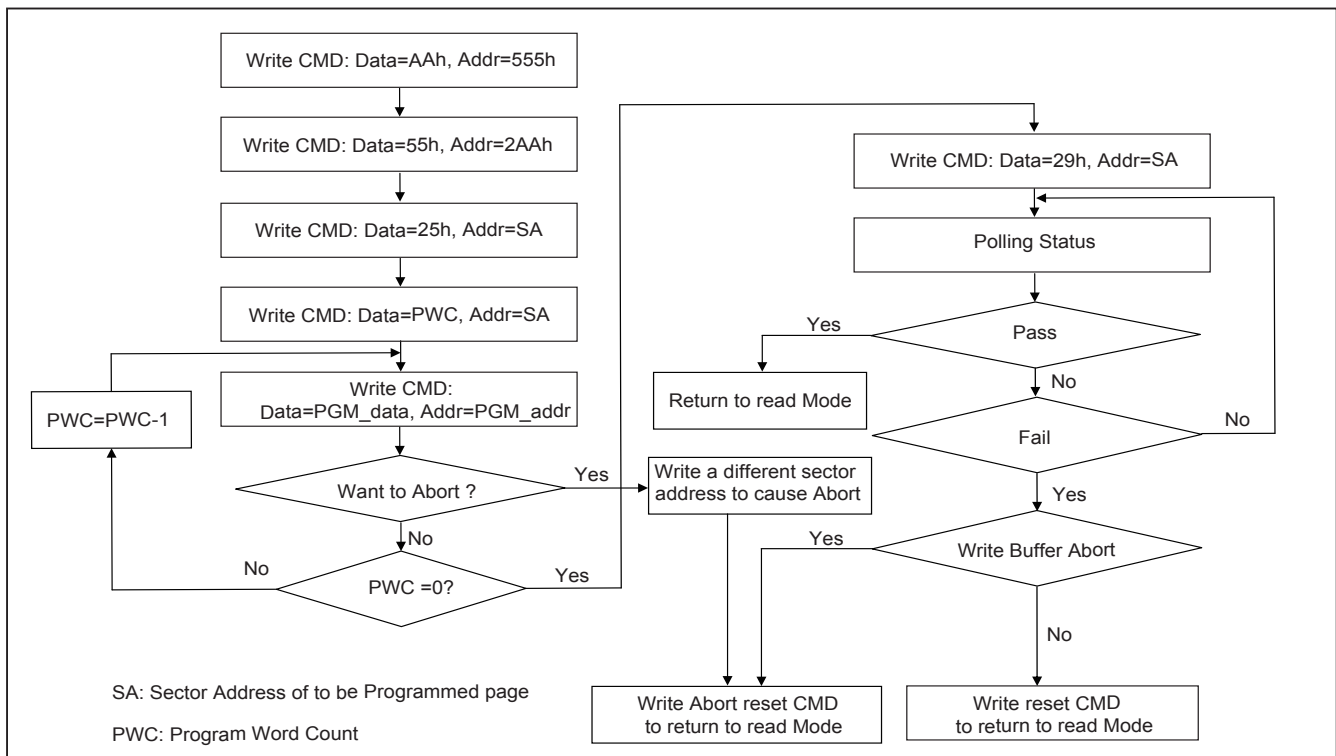 Write CMD: Data=AAh, Addr=555h
Write CMD: Data=55h, Addr=2AAh
Write CMD: Data=25h, Addr=SA
Write CMD: Data=PWC, Addr=SA
Write CMD:
Data=PGM_data, Addr=PGM_addr
PWC=PWC-1
Want to Abort ?
Yes
No
PWC =0?
No
Yes
Write a different sector
address to cause Abort
Write CMD: Data=29h, Addr=SA
Polling Status
Pass
Yes
No
Return to read Mode
Fail
No
Yes
Write Buffer Abort
Yes
No
Write Abort reset CMD
to return to read Mode
Write reset CMD
to return to read Mode
SA: Sector Address of to be Programmed page
PWC: Program Word Count